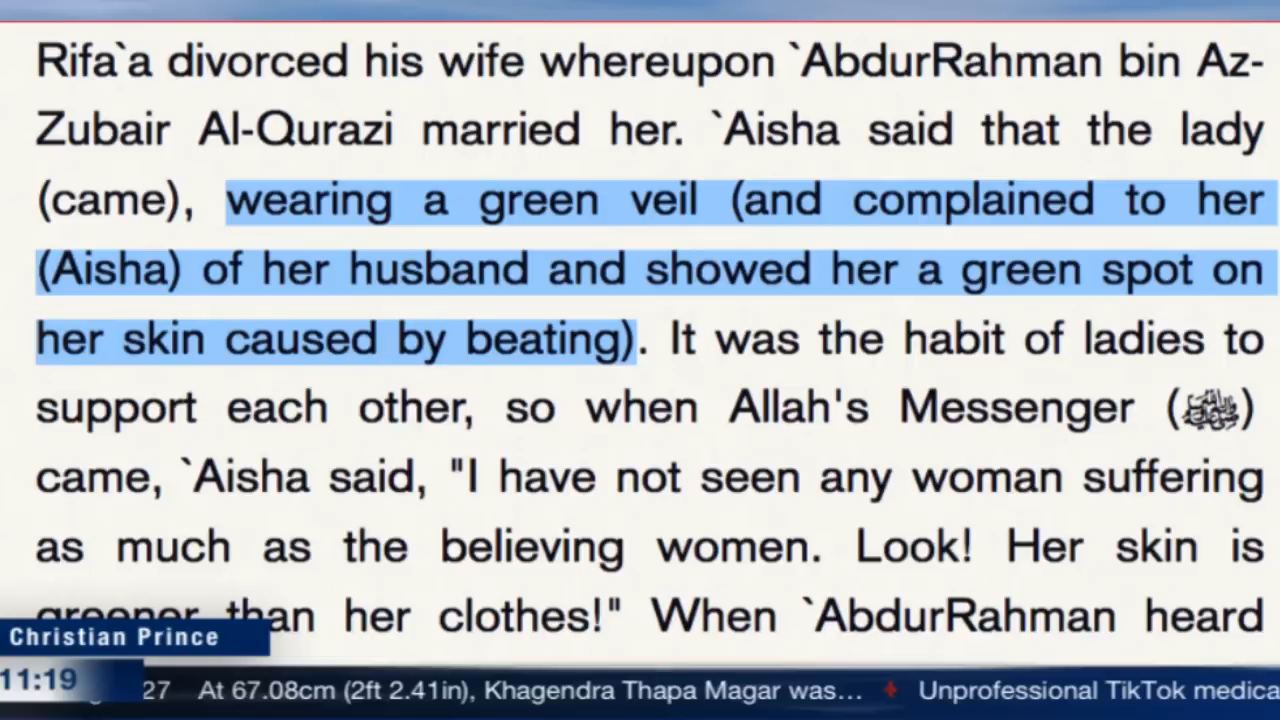 Rifa`a divorced his wife whereupon `AbdurRahman bin Az-
Zubair Al-Qurazi married her. `Aisha said that the lady
(came), wearing a green veil (and complained to her
(Aisha) of her husband and showed her a green spot on
her skin caused by beating). It was the habit of ladies to
support each other, so when Allah's Messenger (ﷺ)
came, `Aisha said, "I have not seen any woman suffering
as much as the believing women. Look! Her skin is
greener than her clothes!" When `AbdurRahman heard
Christian Prince
11:19
27 At 67.08cm (2ft 2.41in), Khagendra Thapa Magar was... Unprofessional TikTok medica